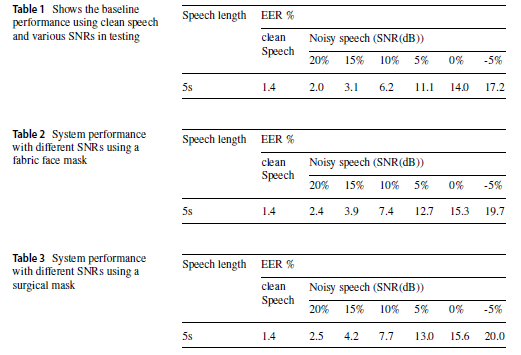 Table 1 Shows the baseline
performance using clean speech
and various SNRs in testing
Speech length EER %
clean Speech Noisy speech (SNR(dB))
20% 15% 10% 5% 0% -5%
5s 1.4 2.0 3.1 6.2 11.1 14.0 17.2
Table 2 System performance
with different SNRs using a
fabric face mask
Speech length EER %
clean Speech Noisy speech (SNR(dB))
20% 15% 10% 5% 0% -5%
5s 1.4 2.4 3.9 7.4 12.7 15.3 19.7
Table 3 System performance
with different SNRs using a
surgical mask
Speech length EER %
clean Speech Noisy speech (SNR(dB))
20% 15% 10% 5% 0% -5%
5s 1.4 2.5 4.2 7.7 13.0 15.6 20.0